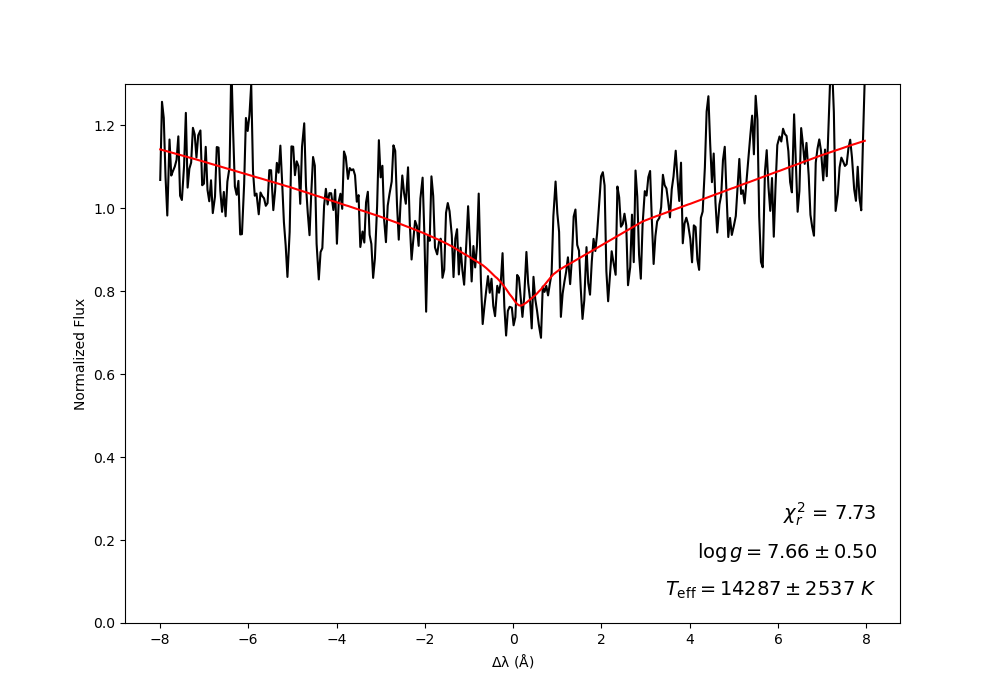 1.2
1.0
0.8
0.6
0.4
0.2
0.0
Normalized Flux
χ²ᵣ = 7.73
log g = 7.66 ± 0.50
T_eff = 14287 ± 2537 K
−8 −6 −4 −2 0 2 4 6 8
Δλ (Å)